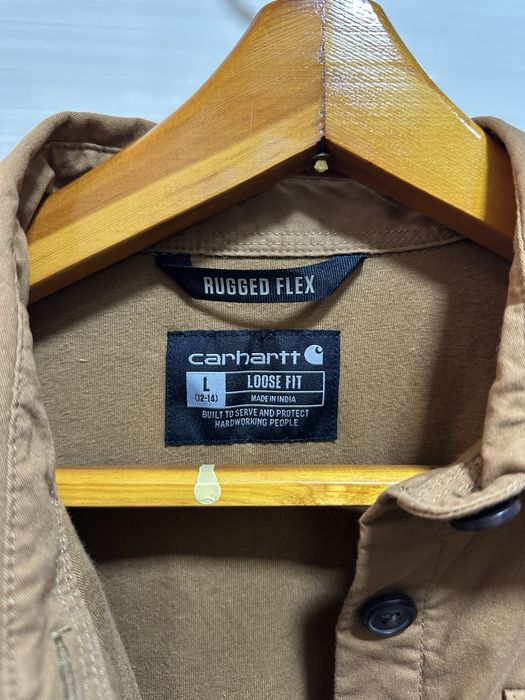 RUGGED FLEX
carhartt
L
(12-14)
LOOSE FIT
MADE IN INDIA
BUILT TO SERVE AND PROTECT
HARDWORKING PEOPLE